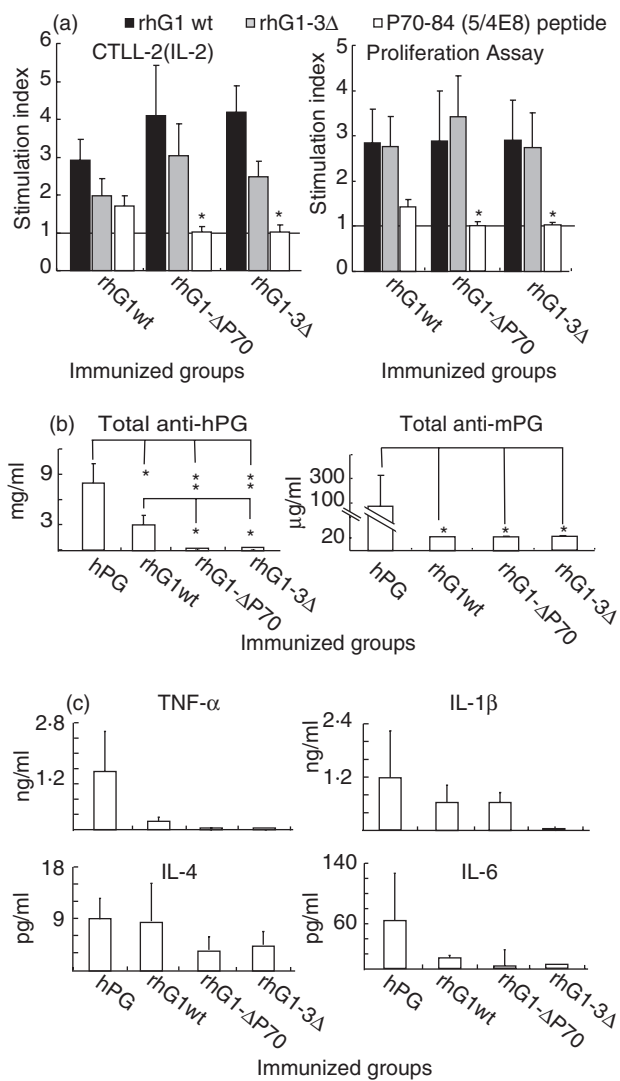 (a) rhG1 wt rhG1-3Δ P70-84 (5/4E8) peptide
CTLL-2(IL-2)
Stimulation index
6
5
4
3
2
1
0
* *
rhG1wt rhG1-ΔP70 rhG1-3Δ
Immunized groups
Proliferation Assay
Stimulation index
5
4
3
2
1
0
* *
rhG1wt rhG1-ΔP70 rhG1-3Δ
Immunized groups
(b) Total anti-hPG
mg/ml
9
3
* ** **
* *
hPG rhG1wt rhG1-ΔP70 rhG1-3Δ
Total anti-mPG
µg/ml
300
100
20
* * *
hPG rhG1wt rhG1-ΔP70 rhG1-3Δ
Immunized groups
(c) TNF-α
ng/ml
2·8
1·2
IL-1β
ng/ml
2·4
1·2
IL-4
pg/ml
18
9
hPG rhG1wt rhG1-ΔP70 rhG1-3Δ
IL-6
pg/ml
140
60
hPG rhG1wt rhG1-ΔP70 rhG1-3Δ
Immunized groups